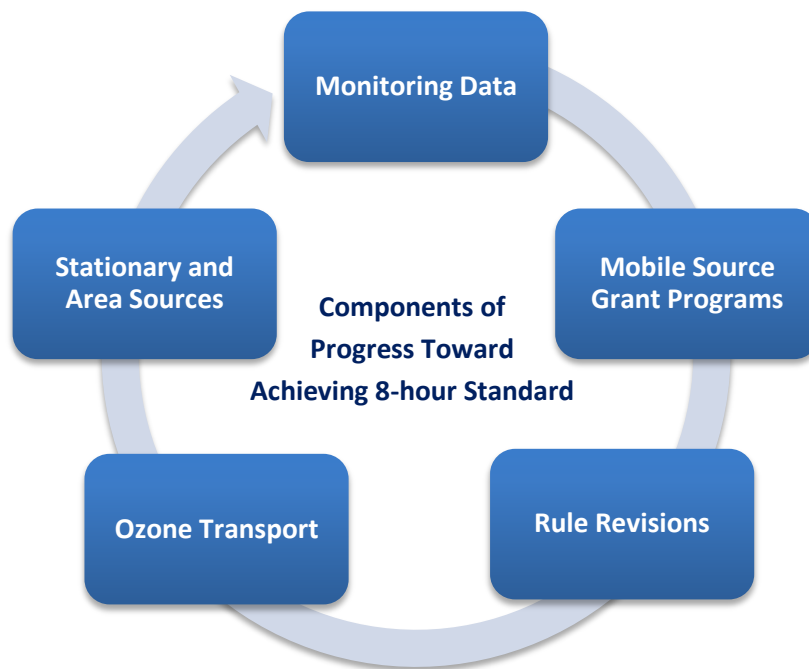 Monitoring Data
Mobile Source
Grant Programs
Rule Revisions
Ozone Transport
Stationary and
Area Sources
Components of
Progress Toward
Achieving 8-hour Standard